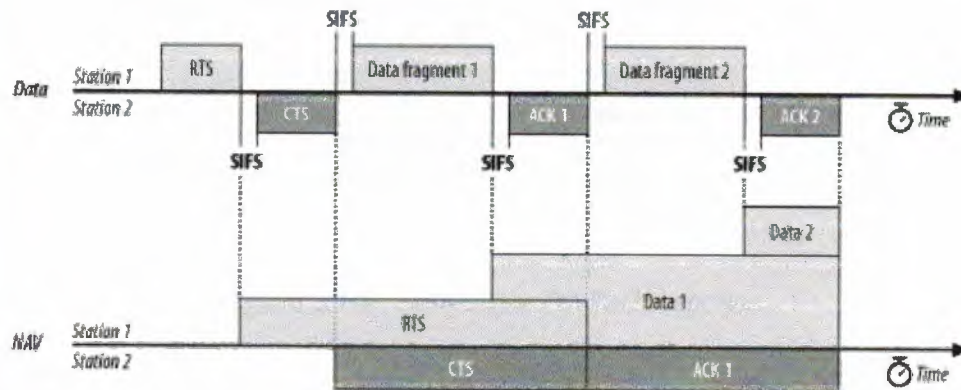 SIFS SIFS
RTS Data fragment 1 Data fragment 2
Station 1
Data
Station 2
CTS ACK 1 ACK 2 Time
SIFS SIFS SIFS
Data 2
Data 1
RTS
Station 1
NAV
Station 2
CTS ACK 1 Time